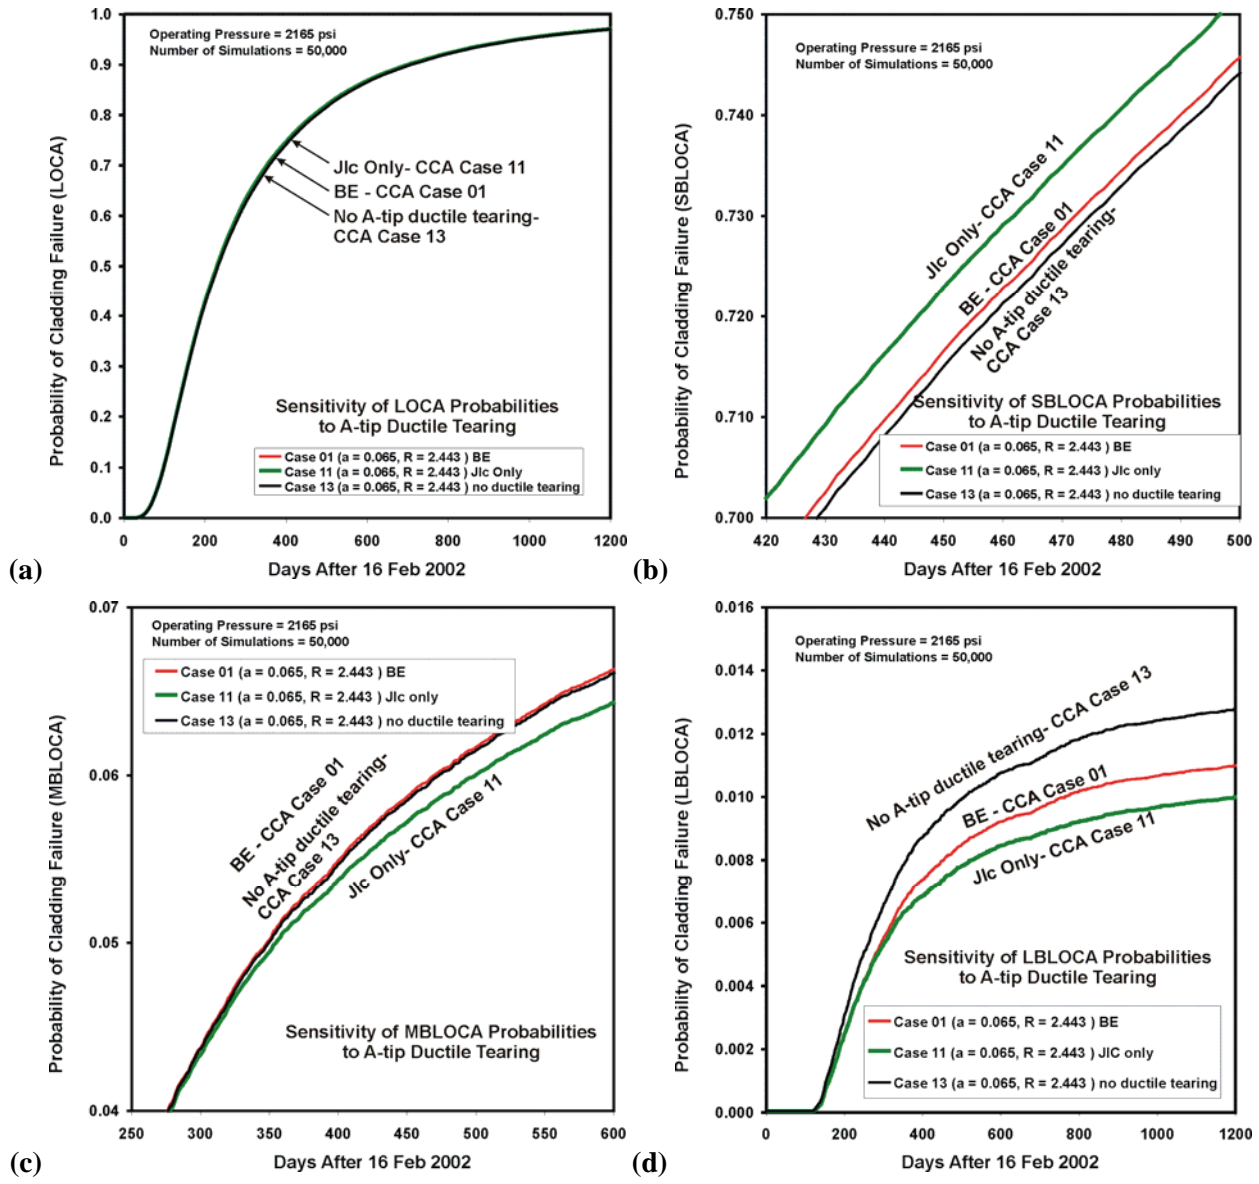 1.0
0.9
0.8
0.7
0.6
0.5
0.4
0.3
0.2
0.1
0.0
Probability of Cladding Failure (LOCA)
Operating Pressure = 2165 psi
Number of Simulations = 50,000
JIc Only- CCA Case 11
BE - CCA Case 01
No A-tip ductile tearing-
CCA Case 13
Sensitivity of LOCA Probabilities
to A-tip Ductile Tearing
Case 01 (a = 0.065, R = 2.443 ) BE
Case 11 (a = 0.065, R = 2.443 ) JIc Only
Case 13 (a = 0.065, R = 2.443 ) no ductile tearing
0 200 400 600 800 1000 1200
Days After 16 Feb 2002
(a)
0.750
0.740
0.730
0.720
0.710
0.700
Probability of Cladding Failure (SBLOCA)
Operating Pressure = 2165 psi
Number of Simulations = 50,000
JIc Only- CCA Case 11
BE - CCA Case 01
No A-tip ductile tearing-
CCA Case 13
Sensitivity of SBLOCA Probabilities
to A-tip Ductile Tearing
Case 01 (a = 0.065, R = 2.443 ) BE
Case 11 (a = 0.065, R = 2.443 ) JIc only
Case 13 (a = 0.065, R = 2.443 ) no ductile tearing
420 430 440 450 460 470 480 490 500
Days After 16 Feb 2002
(b)
0.07
0.06
0.05
0.04
Probability of Cladding Failure (MBLOCA)
Operating Pressure = 2165 psi
Number of Simulations = 50,000
Case 01 (a = 0.065, R = 2.443 ) BE
Case 11 (a = 0.065, R = 2.443 ) JIc only
Case 13 (a = 0.065, R = 2.443 ) no ductile tearing
BE - CCA Case 01
No A-tip ductile tearing-
CCA Case 13
JIc Only- CCA Case 11
Sensitivity of MBLOCA Probabilities
to A-tip Ductile Tearing
250 300 350 400 450 500 550 600
Days After 16 Feb 2002
(c)
0.016
0.014
0.012
0.010
0.008
0.006
0.004
0.002
0.000
Probability of Cladding Failure (LBLOCA)
Operating Pressure = 2165 psi
Number of Simulations = 50,000
No A-tip ductile tearing- CCA Case 13
BE - CCA Case 01
JIc Only- CCA Case 11
Sensitivity of LBLOCA Probabilities
to A-tip Ductile Tearing
Case 01 (a = 0.065, R = 2.443 ) BE
Case 11 (a = 0.065, R = 2.443 ) JIC only
Case 13 (a = 0.065, R = 2.443 ) no ductile tearing
0 200 400 600 800 1000 1200
Days After 16 Feb 2002
(d)